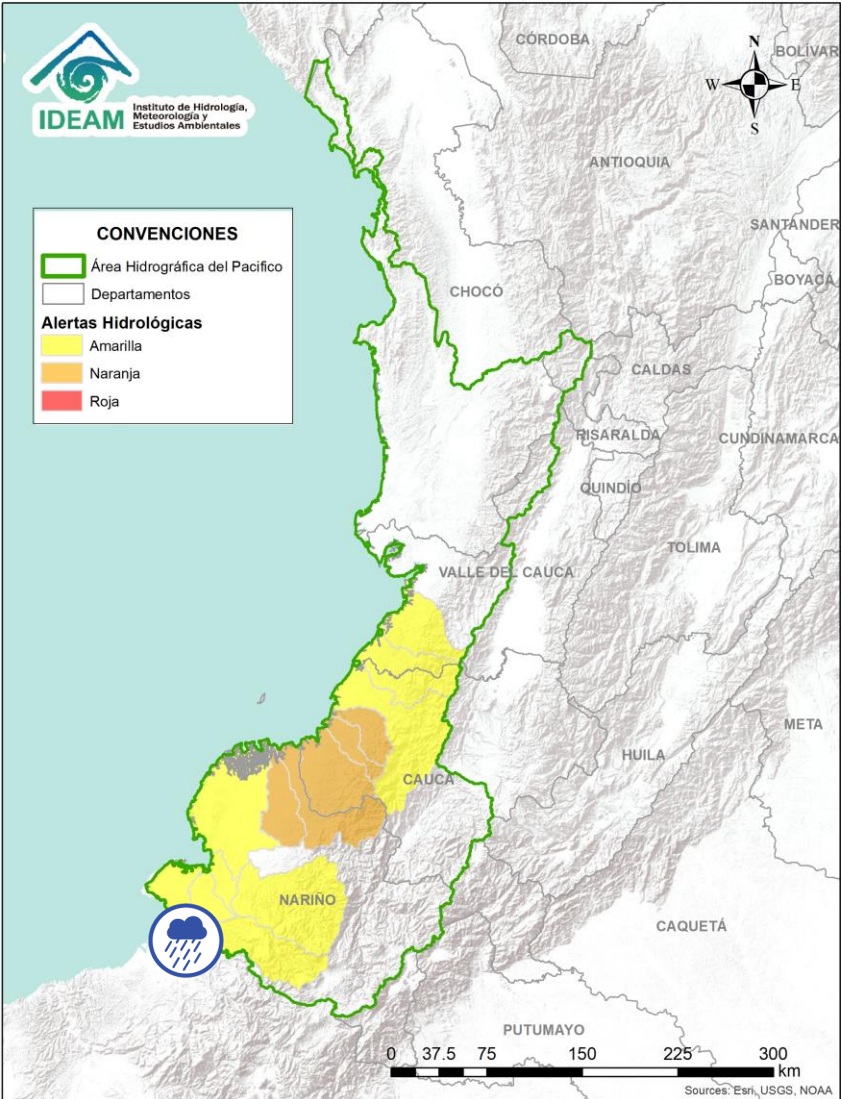 IDEAM
Instituto de Hidrología,
Meteorología y
Estudios Ambientales
N
W
E
S
CÓRDOBA
BOLÍVAR
ANTIOQUIA
SANTANDER
BOYACÁ
CHOCÓ
CALDAS
RISARALDA
CUNDINAMARCA
QUINDÍO
TOLIMA
VALLE DEL CAUCA
META
HUILA
CAUCA
NARIÑO
CAQUETÁ
PUTUMAYO
CONVENCIONES
Área Hidrográfica del Pacifico
Departamentos
Alertas Hidrológicas
Amarilla
Naranja
Roja
0 37.5 75 150 225 300
km
Sources: Esri, USGS, NOAA